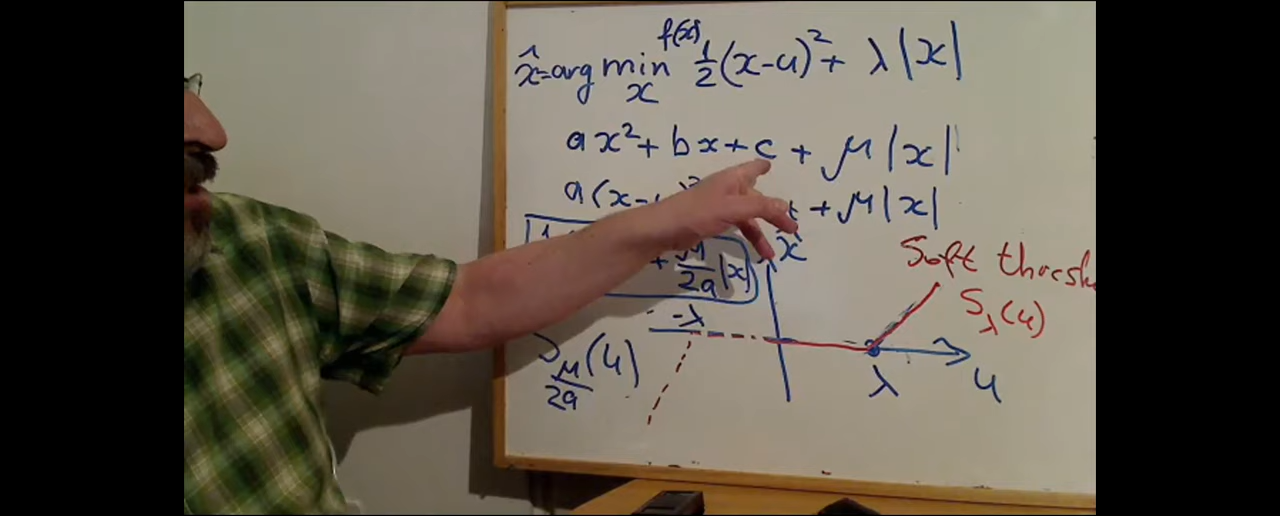 f(x)
x̂ = arg min ½(x-u)² + λ|x|
x
ax² + bx + c + μ|x|
a(x- + μ|x|
+ μ/2a |x|
x̂
Soft thresh
S_λ(u)
-λ
μ/2a (u)
λ
u